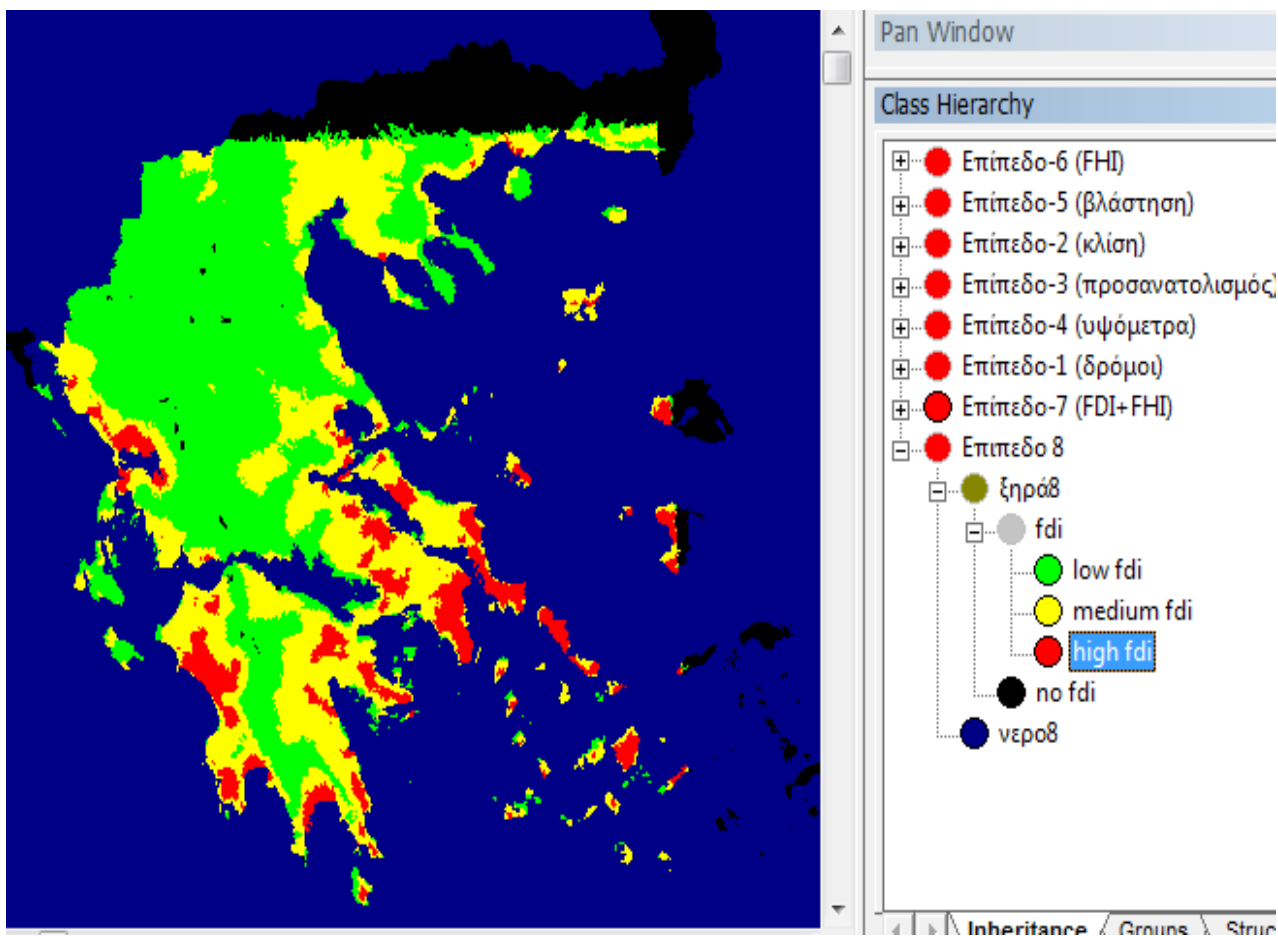 Pan Window
Class Hierarchy
Επίπεδο-6 (FHI)
Επίπεδο-5 (βλάστηση)
Επίπεδο-2 (κλίση)
Επίπεδο-3 (προσανατολισμός)
Επίπεδο-4 (υψόμετρα)
Επίπεδο-1 (δρόμοι)
Επίπεδο-7 (FDI+FHI)
Επιπεδο 8
ξηρά8
fdi
low fdi
medium fdi
high fdi
no fdi
νερο8
Inheritance Groups Struc